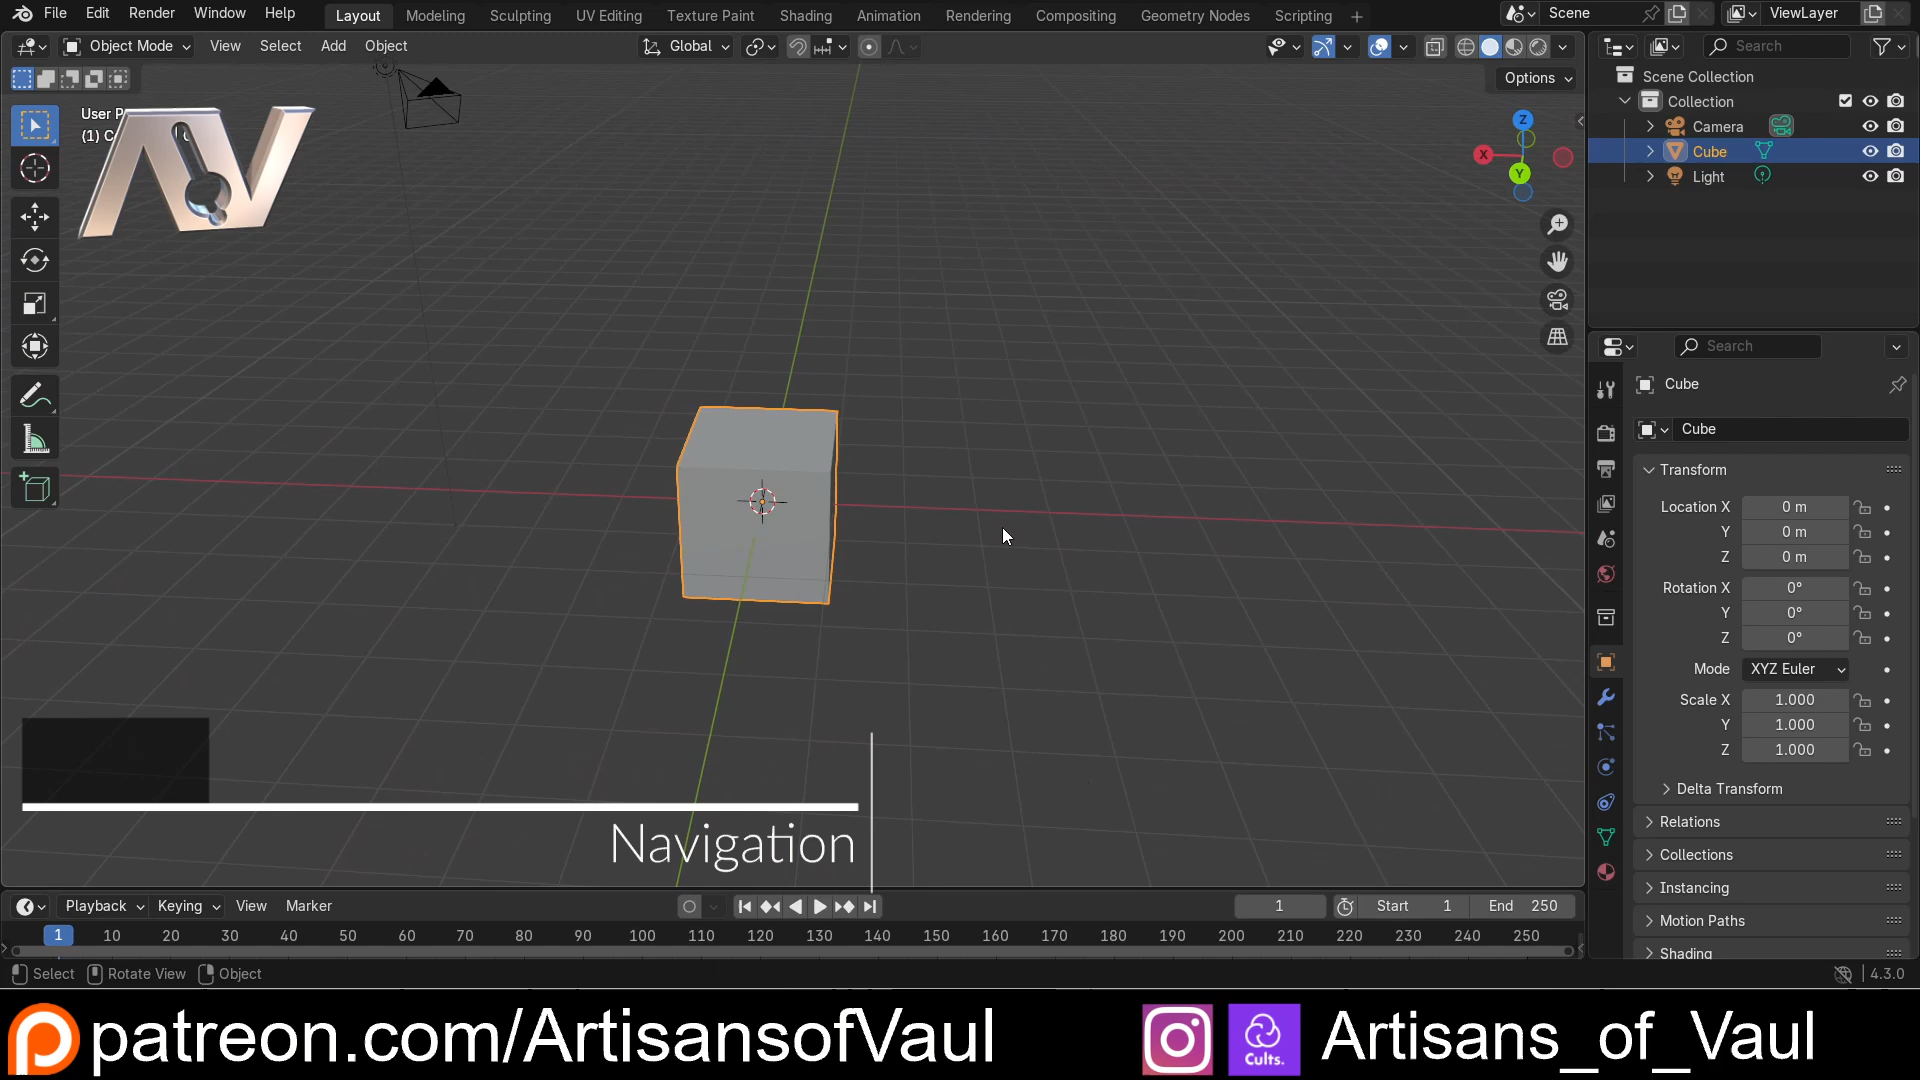 File Edit Render Window Help Layout Modeling Sculpting UV Editing Texture Paint Shading Animation Rendering Compositing Geometry Nodes Scripting Scene ViewLayer
Object Mode View Select Add Object Global Search
Options
Scene Collection
Collection
Camera
Cube
Light
User P
(1) C
AV
X
Y
Z
Search
Cube
Cube
Transform
Location X 0 m
Y 0 m
Z 0 m
Rotation X 0°
Y 0°
Z 0°
Mode XYZ Euler
Scale X 1.000
Y 1.000
Z 1.000
Delta Transform
Relations
Collections
Instancing
Motion Paths
Shading
Navigation
Playback Keying View Marker 1 Start 1 End 250
1 10 20 30 40 50 60 70 80 90 100 110 120 130 140 150 160 170 180 190 200 210 220 230 240 250
Select Rotate View Object 4.3.0
patreon.com/ArtisansofVaul Cults. Artisans_of_Vaul